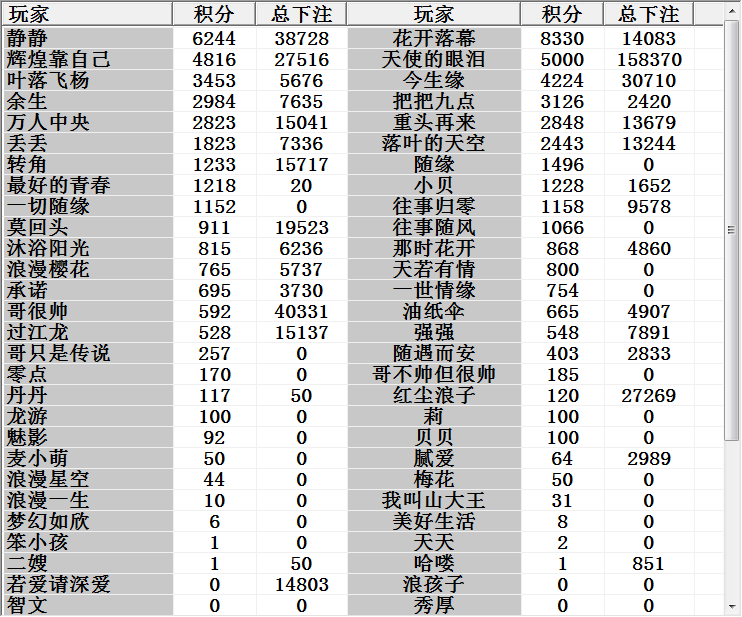 玩家 积分 总下注 玩家 积分 总下注
静静 6244 38728 花开落幕 8330 14083
辉煌靠自己 4816 27516 天使的眼泪 5000 158370
叶落飞杨 3453 5676 今生缘 4224 30710
余生 2984 7635 把把九点 3126 2420
万人中央 2823 15041 重头再来 2848 13679
丢丢 1823 7336 落叶的天空 2443 13244
转角 1233 15717 随缘 1496 0
最好的青春 1218 20 小贝 1228 1652
一切随缘 1152 0 往事归零 1158 9578
莫回头 911 19523 往事随风 1066 0
沐浴阳光 815 6236 那时花开 868 4860
浪漫樱花 765 5737 天若有情 800 0
承诺 695 3730 一世情缘 754 0
哥很帅 592 40331 油纸伞 665 4907
过江龙 528 15137 强强 548 7891
哥只是传说 257 0 随遇而安 403 2833
零点 170 0 哥不帅但很帅 185 0
丹丹 117 50 红尘浪子 120 27269
龙游 100 0 莉 100 0
魅影 92 0 贝贝 100 0
麦小萌 50 0 腻爱 64 2989
浪漫星空 44 0 梅花 50 0
浪漫一生 10 0 我叫山大王 31 0
梦幻如欣 6 0 美好生活 8 0
笨小孩 1 0 天天 2 0
二嫂 1 50 哈喽 1 851
若爱请深爱 0 14803 浪孩子 0 0
智文 0 0 秀厚 0 0